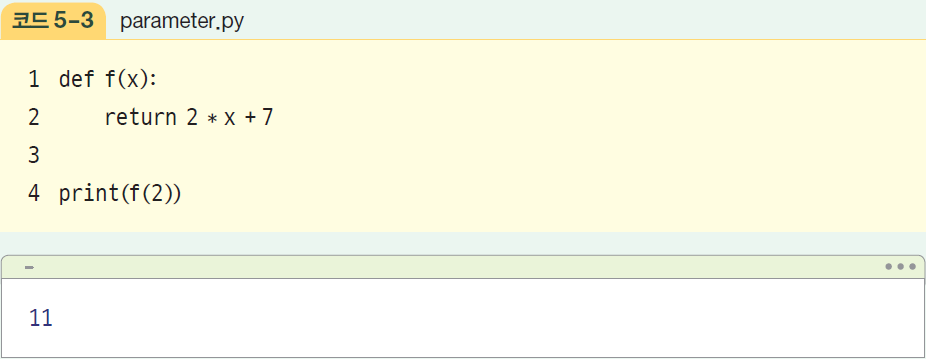 코드 5-3 parameter.py
1 def f(x):
2     return 2 * x + 7
3
4 print(f(2))
11